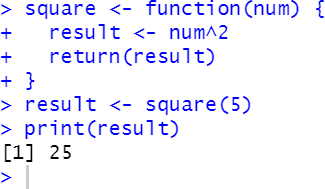 > square <- function(num) {
+   result <- num^2
+   return(result)
+ }
> result <- square(5)
> print(result)
[1] 25
>